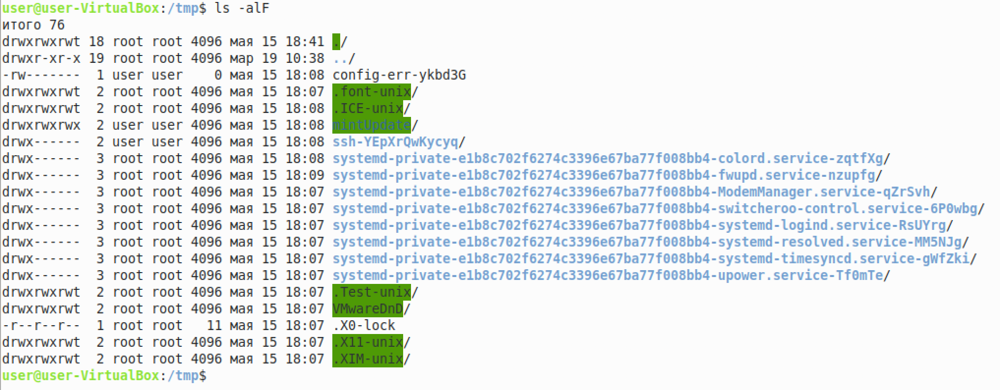 user@user-VirtualBox:/tmp$ ls -alF
итого 76
drwxrwxrwt 18 root root 4096 мая 15 18:41 ./
drwxr-xr-x 19 root root 4096 мар 19 10:38 ../
-rw------- 1 user user 0 мая 15 18:08 config-err-ykbd3G
drwxrwxrwt 2 root root 4096 мая 15 18:07 .font-unix/
drwxrwxrwt 2 root root 4096 мая 15 18:08 .ICE-unix/
drwxrwxrwx 2 user user 4096 мая 15 18:08 mintUpdate/
drwx------ 2 user user 4096 мая 15 18:08 ssh-YEpXrQwKycyq/
drwx------ 3 root root 4096 мая 15 18:08 systemd-private-e1b8c702f6274c3396e67ba77f008bb4-colord.service-zqtfXg/
drwx------ 3 root root 4096 мая 15 18:09 systemd-private-e1b8c702f6274c3396e67ba77f008bb4-fwupd.service-nzupfg/
drwx------ 3 root root 4096 мая 15 18:07 systemd-private-e1b8c702f6274c3396e67ba77f008bb4-ModemManager.service-qZrSvh/
drwx------ 3 root root 4096 мая 15 18:07 systemd-private-e1b8c702f6274c3396e67ba77f008bb4-switcheroo-control.service-6P0wbg/
drwx------ 3 root root 4096 мая 15 18:07 systemd-private-e1b8c702f6274c3396e67ba77f008bb4-systemd-logind.service-RsUYrg/
drwx------ 3 root root 4096 мая 15 18:07 systemd-private-e1b8c702f6274c3396e67ba77f008bb4-systemd-resolved.service-MM5NJg/
drwx------ 3 root root 4096 мая 15 18:07 systemd-private-e1b8c702f6274c3396e67ba77f008bb4-systemd-timesyncd.service-gWfZki/
drwx------ 3 root root 4096 мая 15 18:07 systemd-private-e1b8c702f6274c3396e67ba77f008bb4-upower.service-Tf0mTe/
drwxrwxrwt 2 root root 4096 мая 15 18:07 .Test-unix/
drwxrwxrwt 2 root root 4096 мая 15 18:07 VMwareDnD/
-r--r--r-- 1 root root 11 мая 15 18:07 .X0-lock
drwxrwxrwt 2 root root 4096 мая 15 18:07 .X11-unix/
drwxrwxrwt 2 root root 4096 мая 15 18:07 .XIM-unix/
user@user-VirtualBox:/tmp$